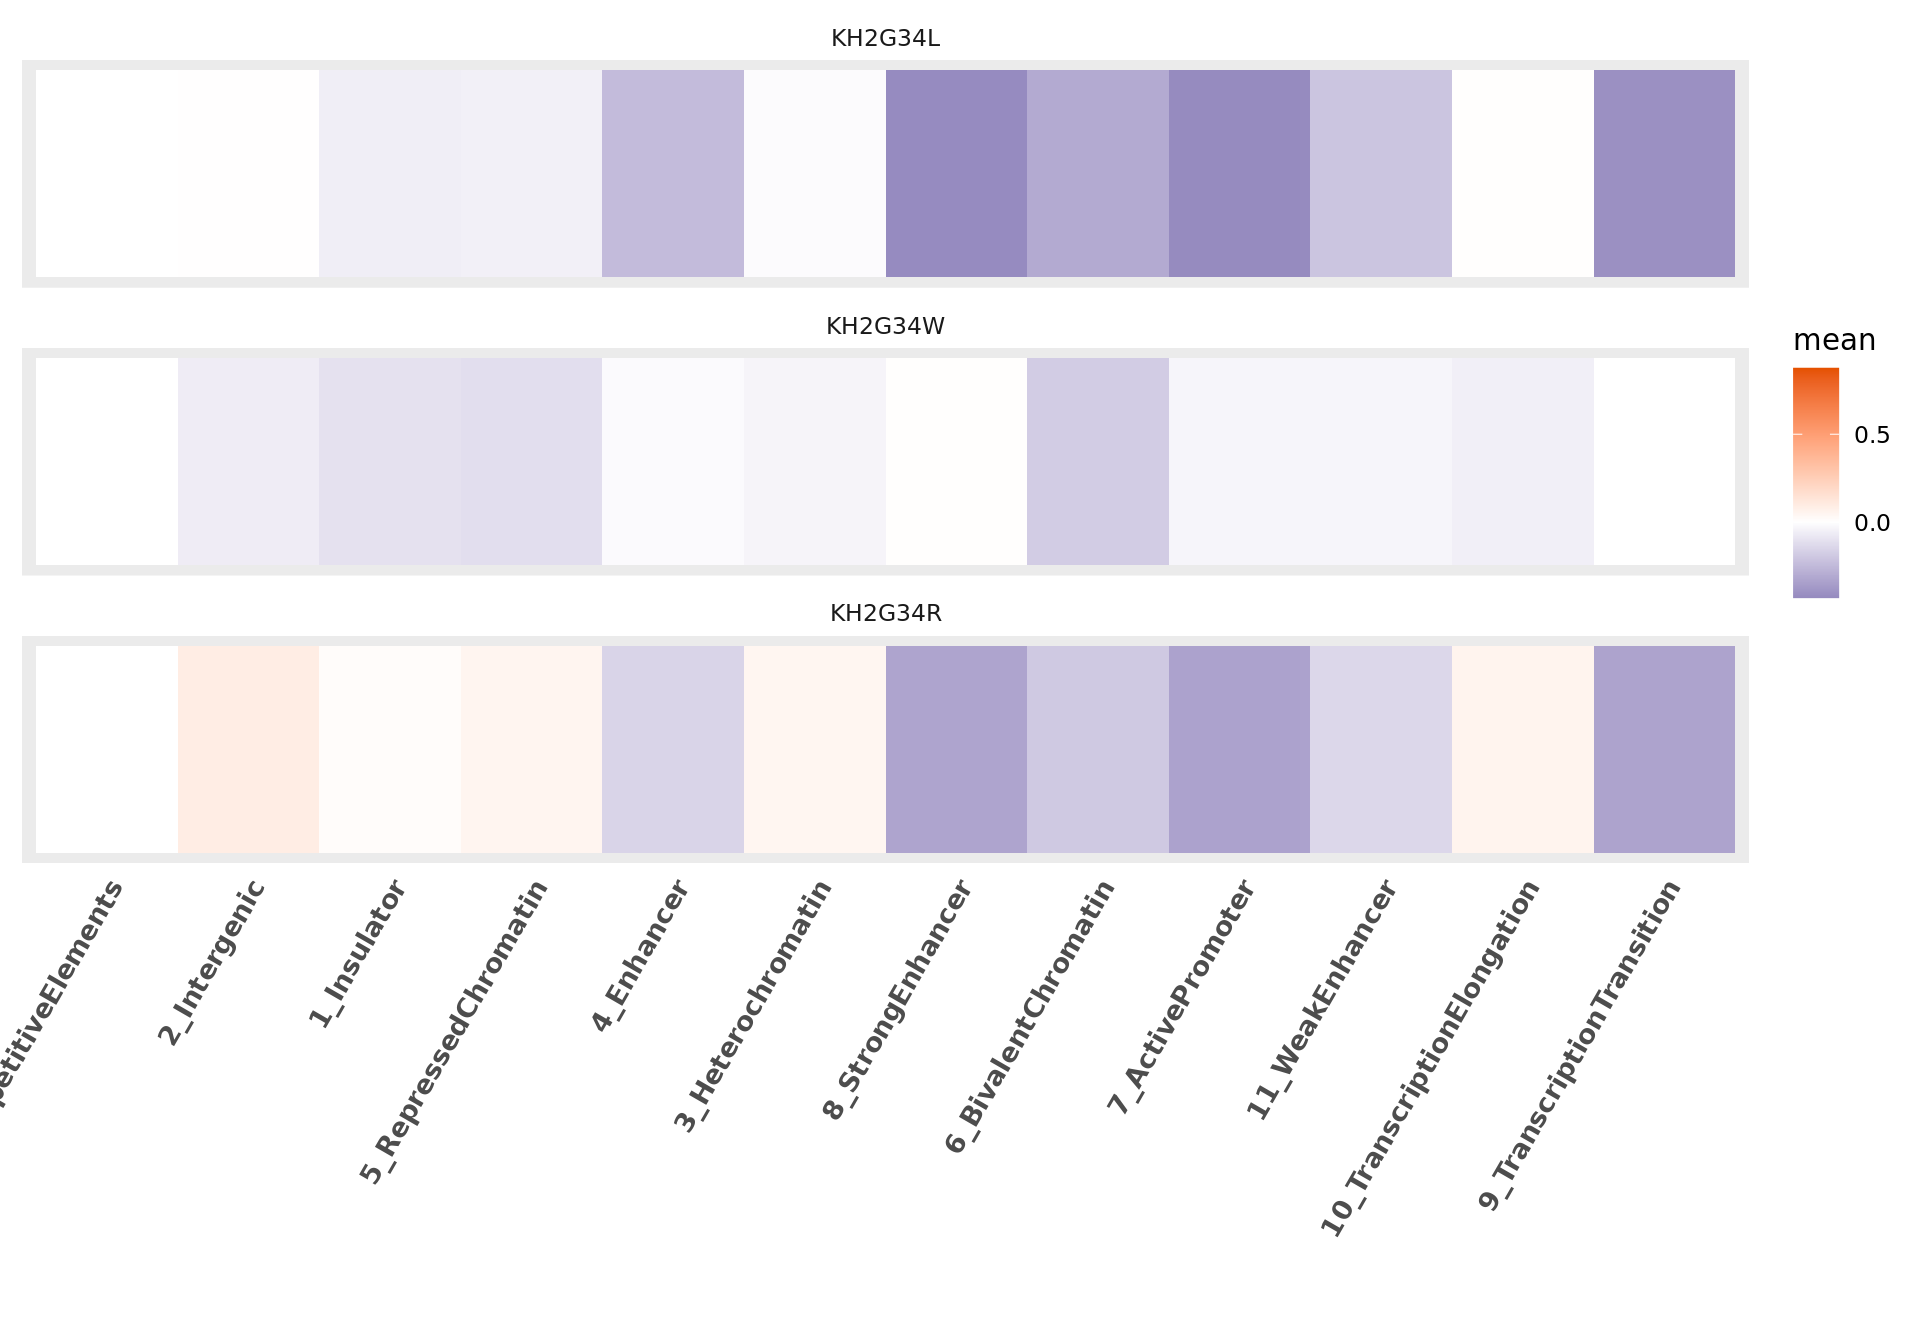 KH2G34L
KH2G34W
mean
0.5
0.0
KH2G34R
petitiveElements
2_Intergenic
1_Insulator
5_RepressedChromatin
4_Enhancer
3_Heterochromatin
8_StrongEnhancer
6_BivalentChromatin
7_ActivePromoter
11_WeakEnhancer
10_TranscriptionElongation
9_TranscriptionTransition